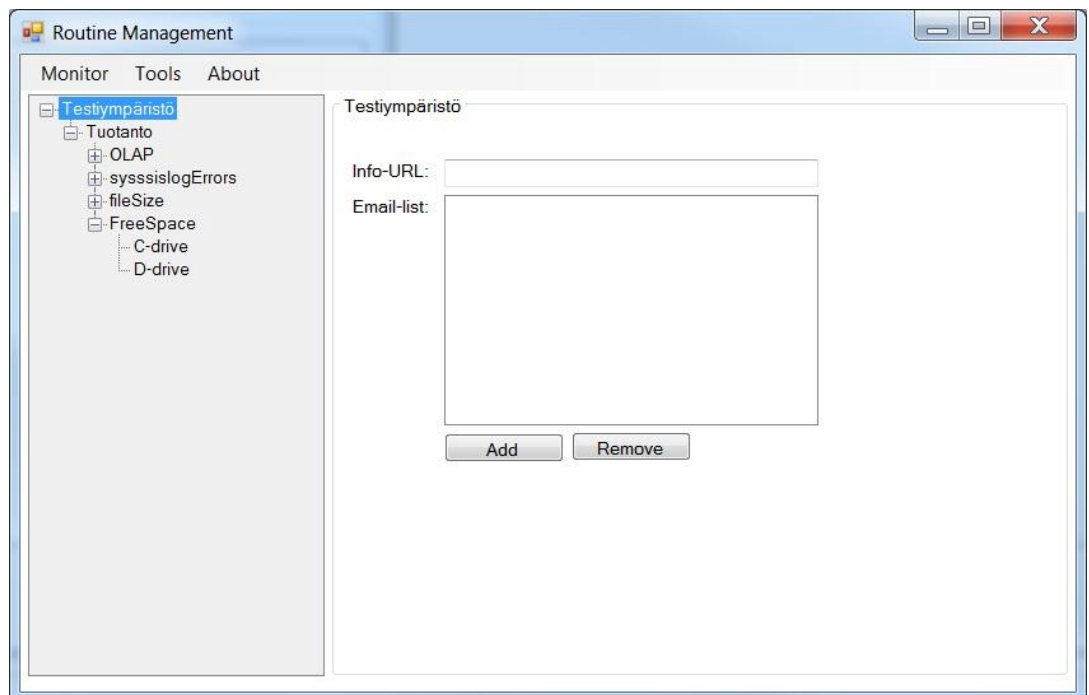 Routine Management
Monitor Tools About
Testiympäristö
Tuotanto
OLAP
sysssislogErrors
fileSize
FreeSpace
C-drive
D-drive
Testiympäristö
Info-URL:
Email-list:
Add Remove